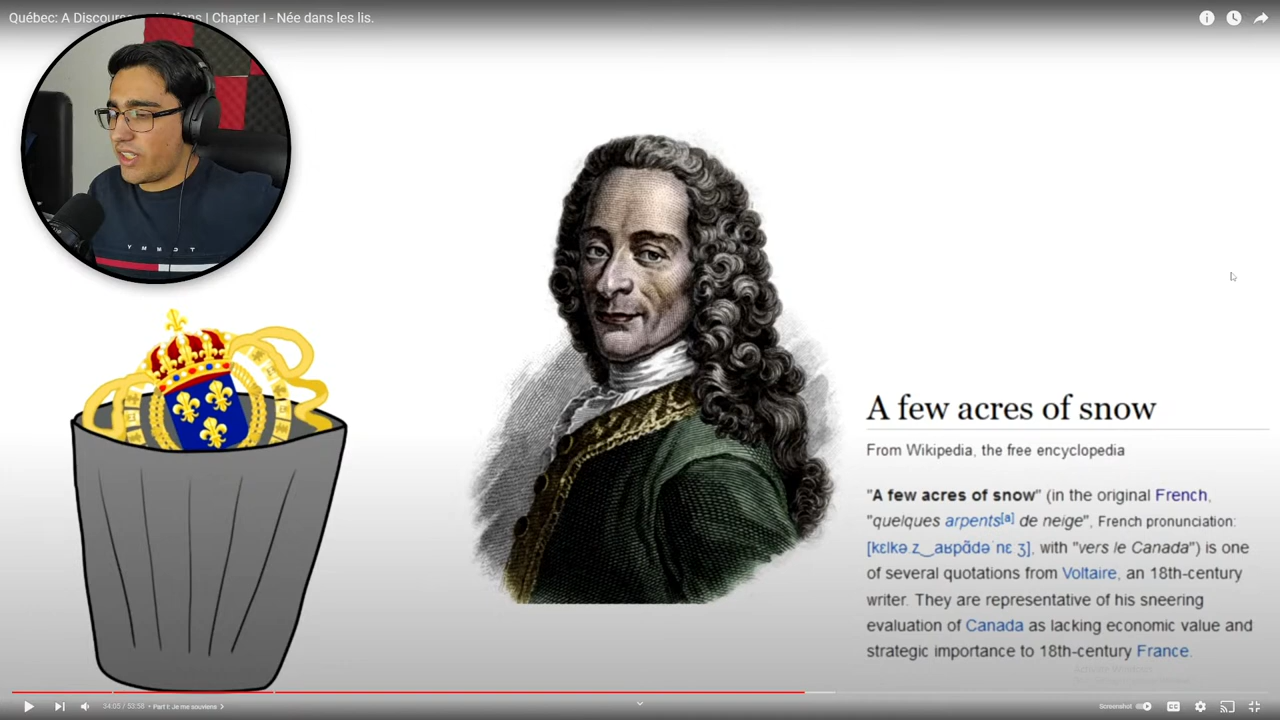 Québec: A Discourse | Chapter I - Née dans les lis.
Y M M O T
A few acres of snow
From Wikipedia, the free encyclopedia
"A few acres of snow" (in the original French,
"quelques arpents[a] de neige", French pronunciation:
[kɛlkə z‿aʁpɑ̃də nɛ ʒ], with "vers le Canada") is one
of several quotations from Voltaire, an 18th-century
writer. They are representative of his sneering
evaluation of Canada as lacking economic value and
strategic importance to 18th-century France.
34:05 / 53:58 • Part I: Je me souviens >
Screenshot
CC